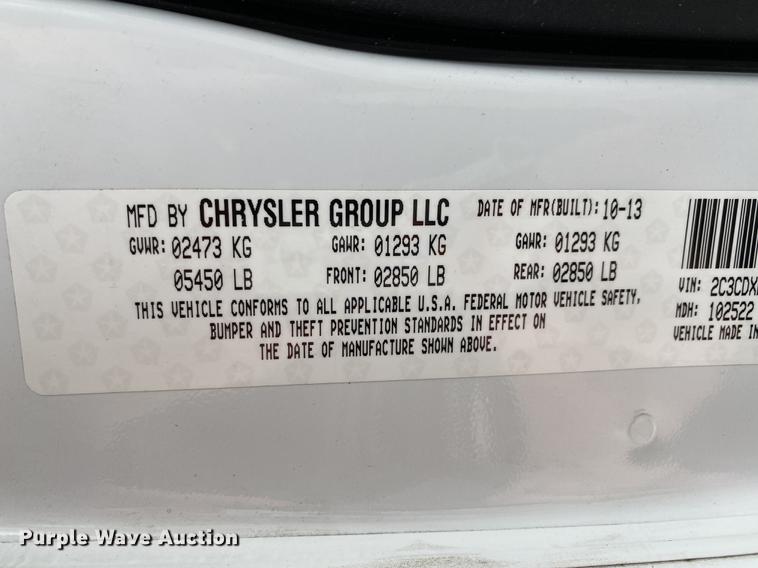 MFD BY CHRYSLER GROUP LLC DATE OF MFR(BUILT): 10-13
GVWR: 02473 KG GAWR: 01293 KG GAWR: 01293 KG
05450 LB FRONT: 02850 LB REAR: 02850 LB
THIS VEHICLE CONFORMS TO ALL APPLICABLE U.S.A. FEDERAL MOTOR VEHICLE SAFETY,
BUMPER AND THEFT PREVENTION STANDARDS IN EFFECT ON
THE DATE OF MANUFACTURE SHOWN ABOVE.
VIN: 2C3CDX
MDH: 102522
VEHICLE MADE IN
Purple Wave Auction